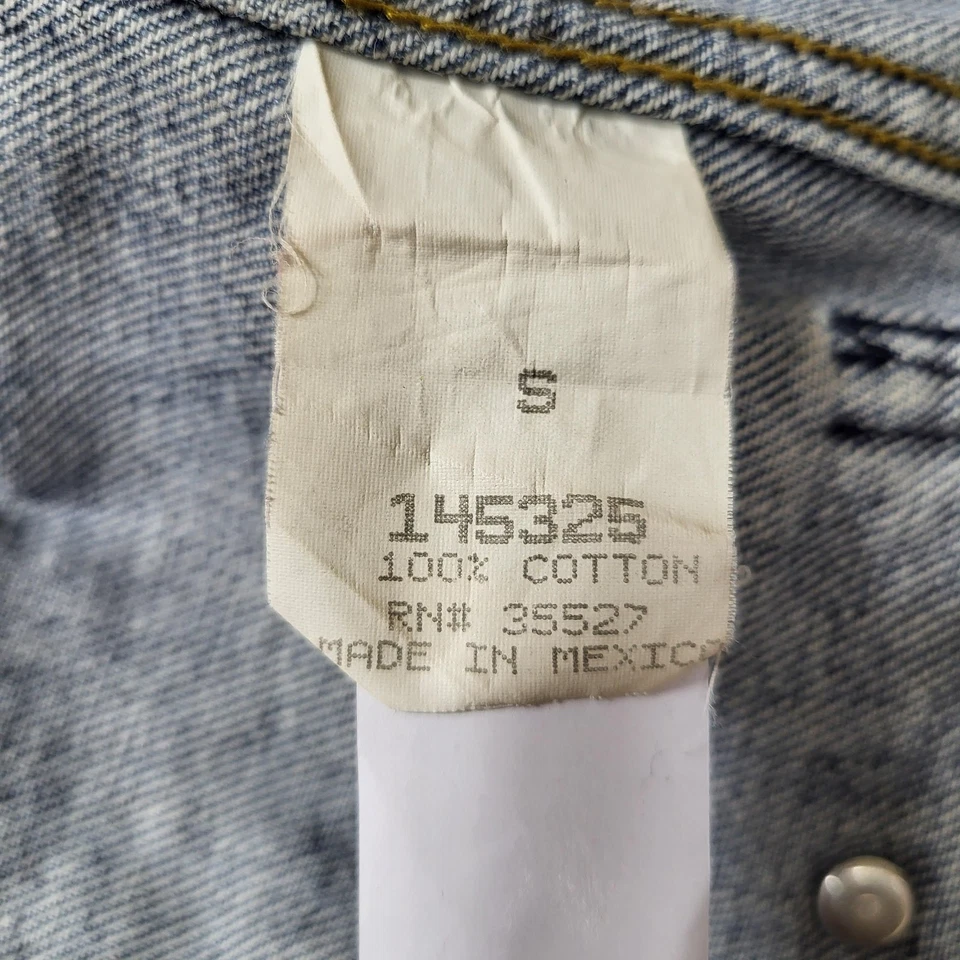 S
145325
100% COTTON
RN# 35527
MADE IN MEXICO